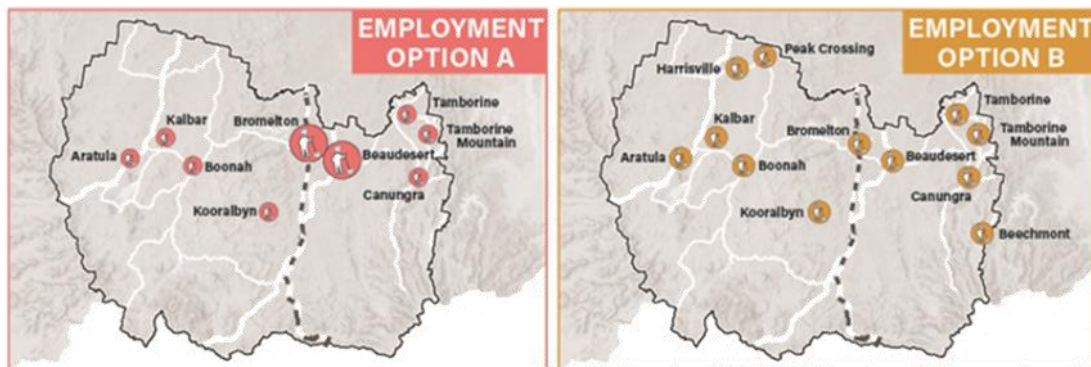 EMPLOYMENT
OPTION A
Tamborine
Kalbar
Bromelton
Tamborine
Mountain
Aratula
Boonah
Beaudesert
Canungra
Kooralbyn
EMPLOYMENT
OPTION B
Peak Crossing
Harrisville
Tamborine
Kalbar
Bromelton
Tamborine
Mountain
Aratula
Boonah
Beaudesert
Canungra
Kooralbyn
Beechmont